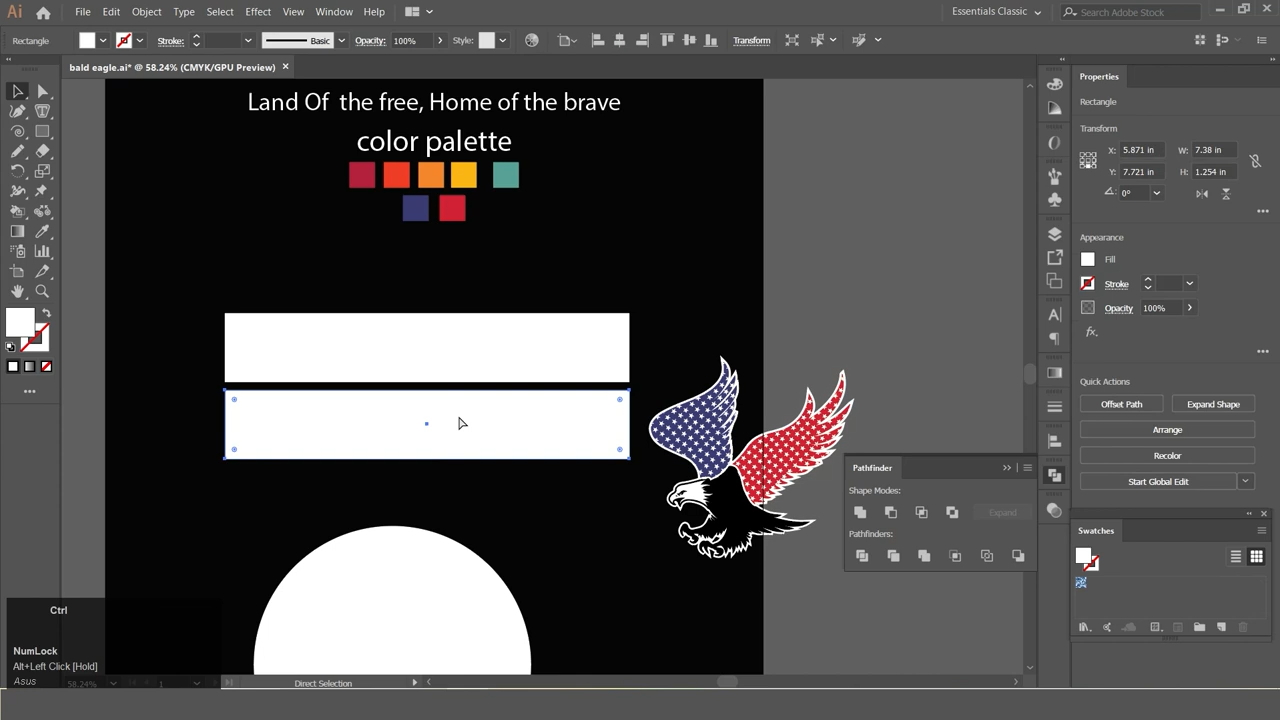 Ai File Edit Object Type Select Effect View Window Help Essentials Classic Search Adobe Stock
Rectangle Stroke: Basic Opacity: 100% Style: Transform
bald eagle.ai* @ 58.24% (CMYK/GPU Preview) ×
Land Of the free, Home of the brave
color palette
Properties
Rectangle
Transform
X: 5.871 in W: 7.38 in
Y: 7.721 in H: 1.254 in
0°
Appearance
Fill
Stroke
Opacity 100%
fx.
Quick Actions
Offset Path Expand Shape
Arrange
Recolor
Start Global Edit
Pathfinder
Shape Modes:
Expand
Pathfinders:
Swatches
Ctrl
NumLock
Alt+Left Click [Hold]
Asus
58.24% 1 Direct Selection